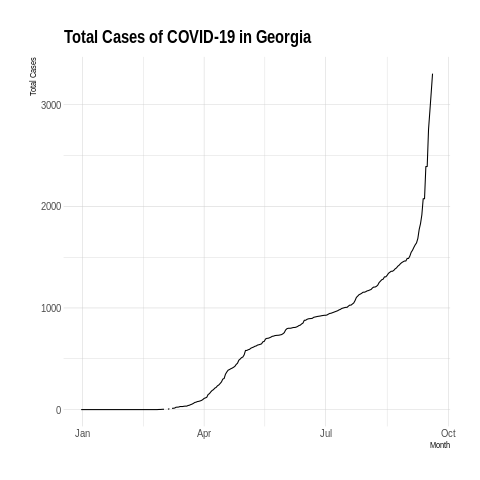 Total Cases of COVID-19 in Georgia
Total Cases
3000
2000
1000
0
Jan
Apr
Jul
Oct
Month